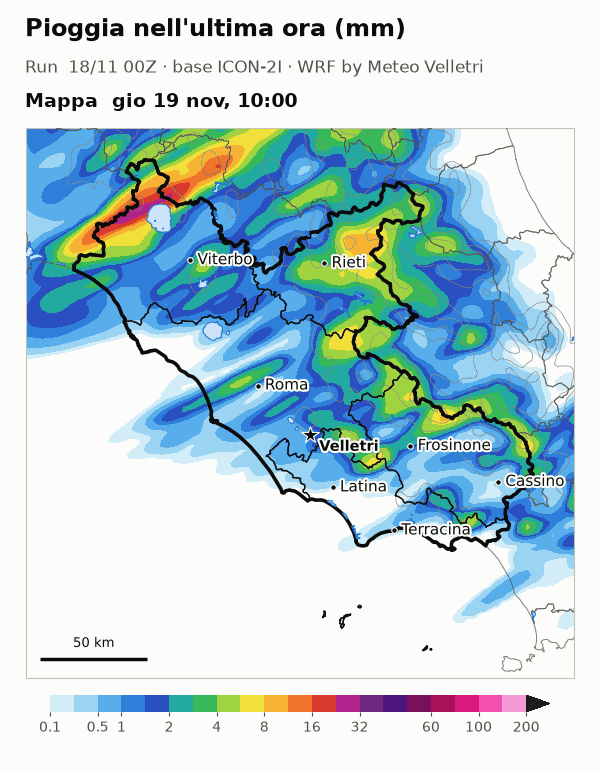 Pioggia nell'ultima ora (mm)
Run  18/11 00Z · base ICON-2I · WRF by Meteo Velletri
Mappa  gio 19 nov, 10:00
Viterbo
Rieti
Roma
Velletri
Frosinone
Cassino
Latina
Terracina
50 km
0.1 0.5 1 2 4 8 16 32 60 100 200